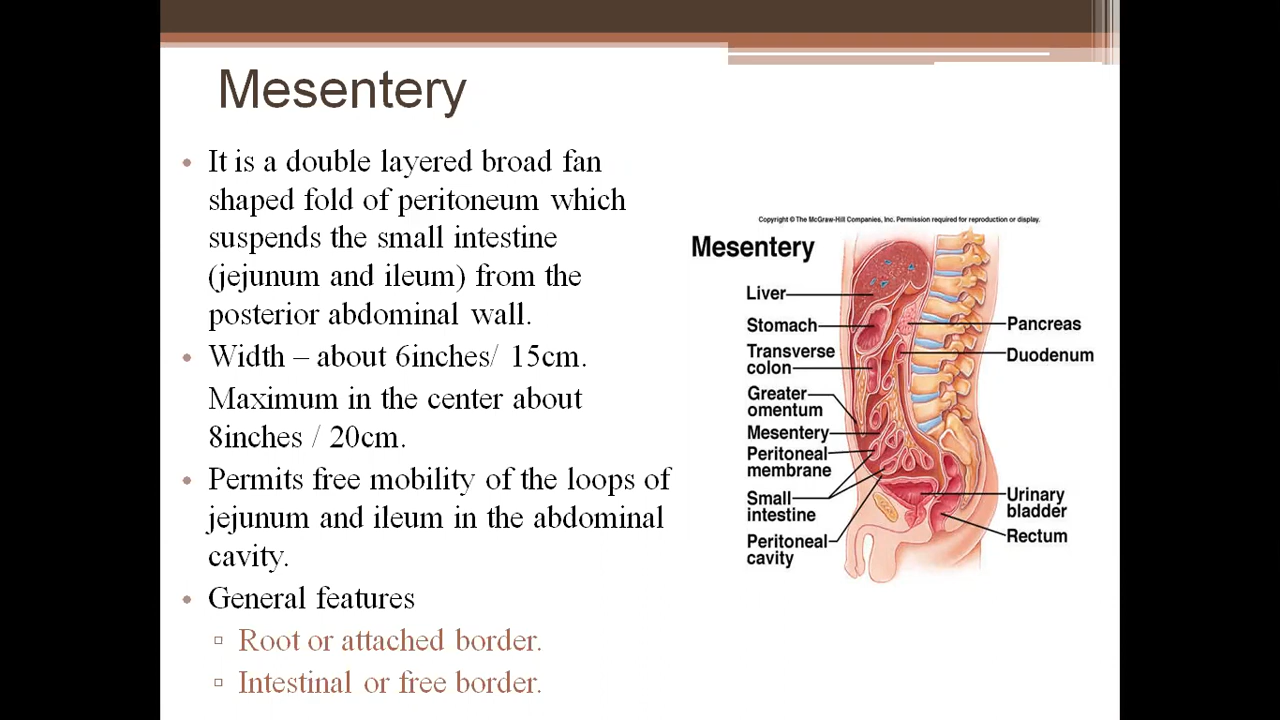 Mesentery
• It is a double layered broad fan
shaped fold of peritoneum which
suspends the small intestine
(jejunum and ileum) from the
posterior abdominal wall.
• Width – about 6inches/ 15cm.
Maximum in the center about
8inches / 20cm.
• Permits free mobility of the loops of
jejunum and ileum in the abdominal
cavity.
• General features
▫ Root or attached border.
▫ Intestinal or free border.
Copyright © The McGraw-Hill Companies, Inc. Permission required for reproduction or display.
Mesentery
Liver
Stomach
Transverse
colon
Greater
omentum
Mesentery
Peritoneal
membrane
Small
intestine
Peritoneal
cavity
Pancreas
Duodenum
Urinary
bladder
Rectum